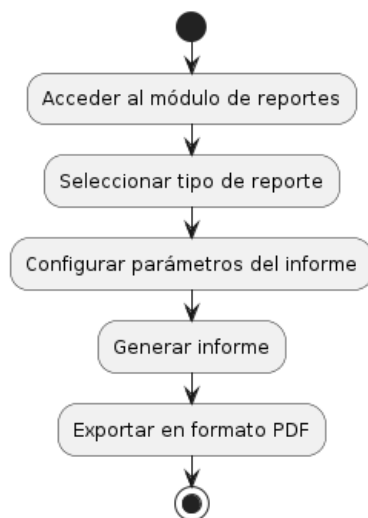 Acceder al módulo de reportes
Seleccionar tipo de reporte
Configurar parámetros del informe
Generar informe
Exportar en formato PDF